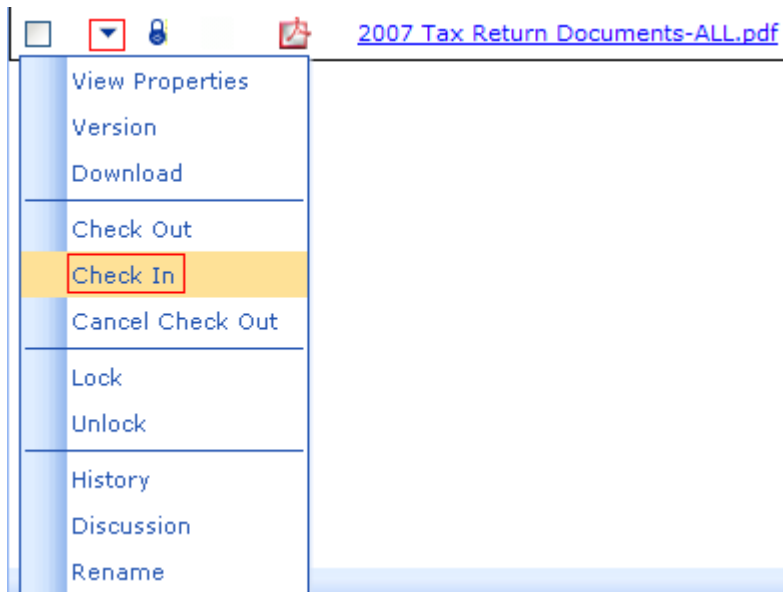 2007 Tax Return Documents-ALL.pdf
View Properties
Version
Download
Check Out
Check In
Cancel Check Out
Lock
Unlock
History
Discussion
Rename